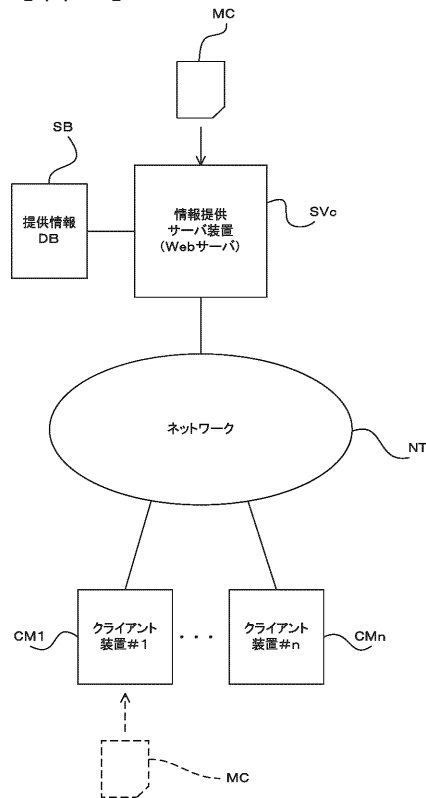 MC
SB
提供情報
DB
情報提供
サーバ装置
(Webサーバ)
SVc
ネットワーク
NT
CM1
クライアント
装置#1
・・・
クライアント
装置#n
CMn
MC